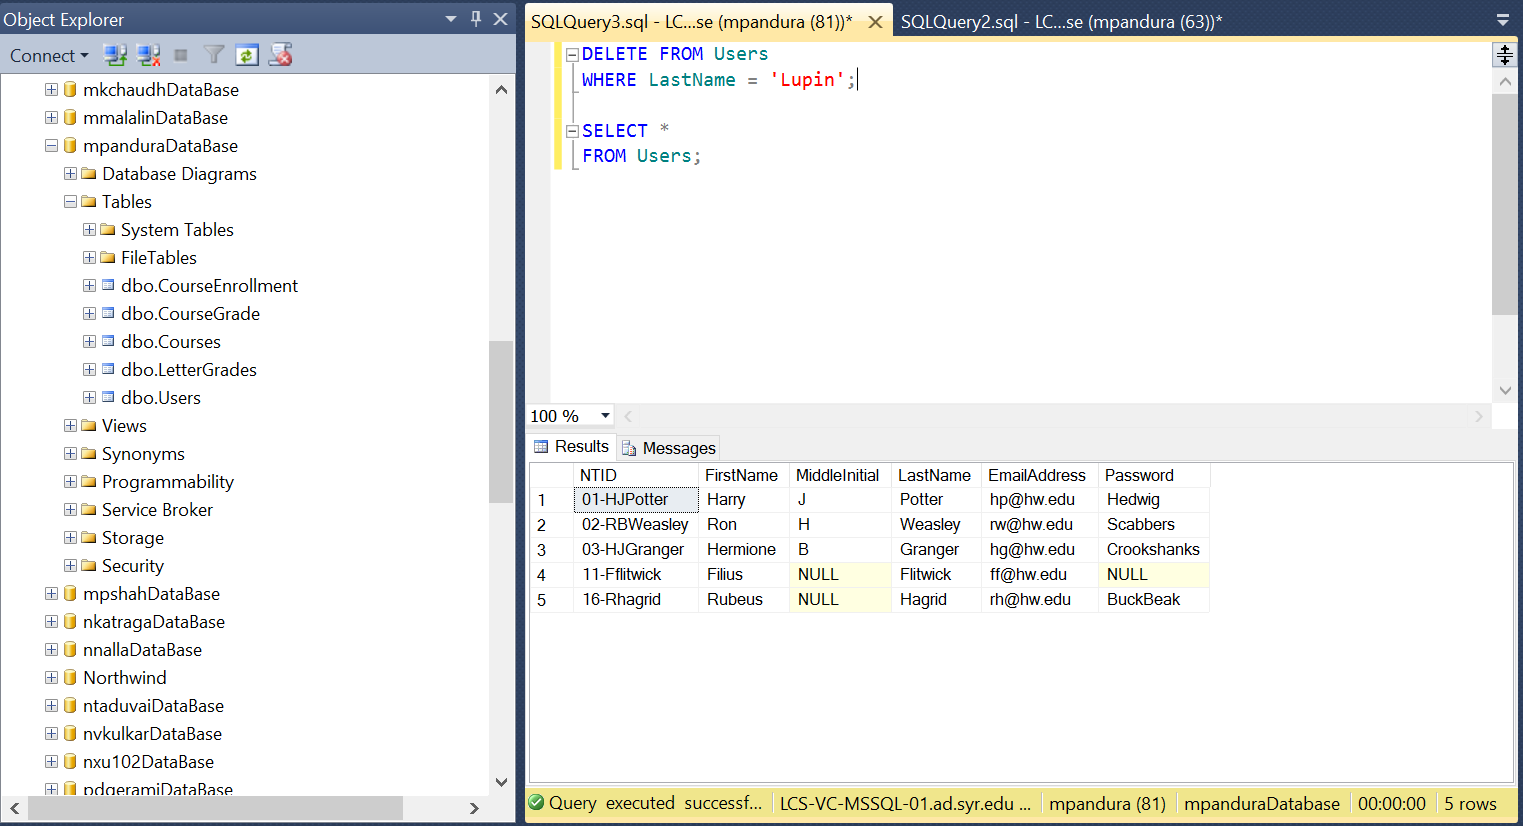 Object Explorer
Connect
mkchaudhDataBase
mmalalinDataBase
mpanduraDataBase
Database Diagrams
Tables
System Tables
FileTables
dbo.CourseEnrollment
dbo.CourseGrade
dbo.Courses
dbo.LetterGrades
dbo.Users
Views
Synonyms
Programmability
Service Broker
Storage
Security
mpshahDataBase
nkatragaDataBase
nnallaDataBase
Northwind
ntaduvaiDataBase
nvkulkarDataBase
nxu102DataBase
pdgeramiDataBase
SQLQuery3.sql - LC...se (mpandura (81))* SQLQuery2.sql - LC...se (mpandura (63))*
DELETE FROM Users
WHERE LastName = 'Lupin';
SELECT *
FROM Users;
100 %
Results Messages
NTID FirstName MiddleInitial LastName EmailAddress Password
1 01-HJPotter Harry J Potter hp@hw.edu Hedwig
2 02-RBWeasley Ron H Weasley rw@hw.edu Scabbers
3 03-HJGranger Hermione B Granger hg@hw.edu Crookshanks
4 11-Fflitwick Filius NULL Flitwick ff@hw.edu NULL
5 16-Rhagrid Rubeus NULL Hagrid rh@hw.edu BuckBeak
Query executed successf... LCS-VC-MSSQL-01.ad.syr.edu ... mpandura (81) mpanduraDatabase 00:00:00 5 rows